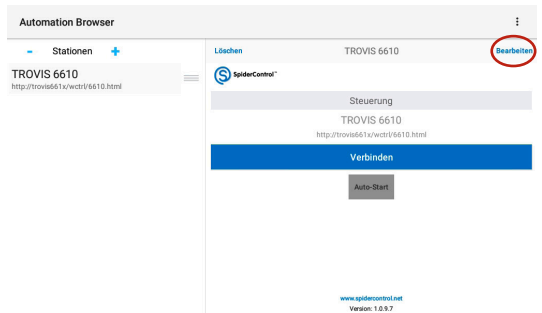 Automation Browser
- Stationen +
TROVIS 6610
http://trovis661x/wctrl/6610.html
Löschen
TROVIS 6610
Bearbeiten
SpiderControl™
Steuerung
TROVIS 6610
http://trovis661x/wctrl/6610.html
Verbinden
Auto-Start
www.spidercontrol.net
Version: 1.0.9.7